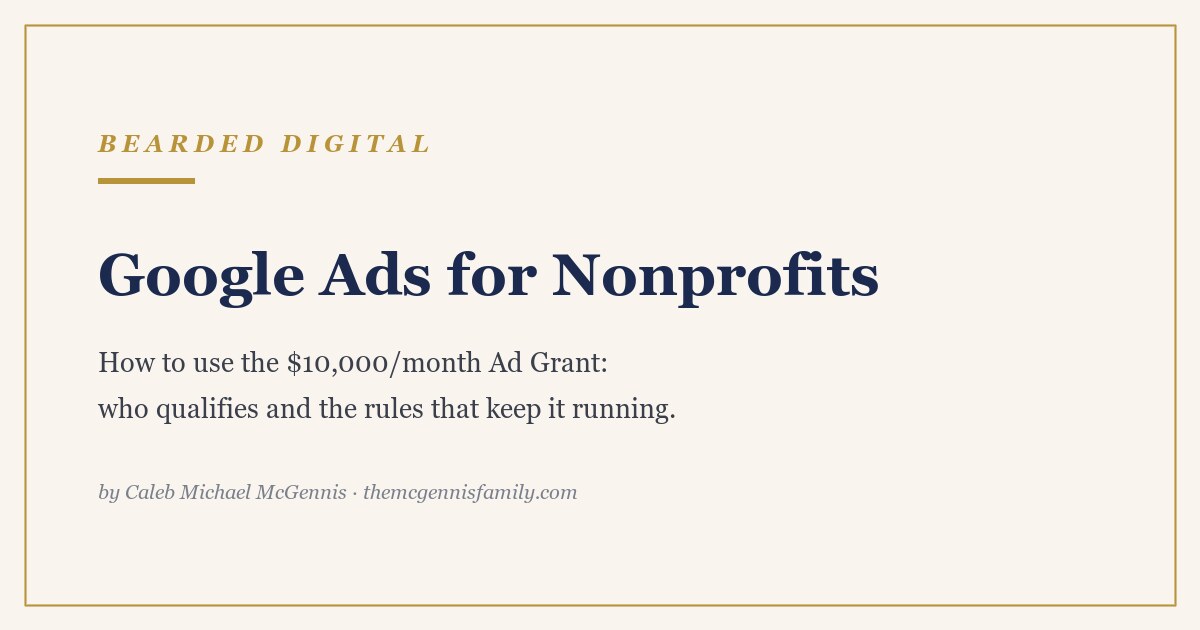 BEARDED DIGITAL
Google Ads for Nonprofits
How to use the $10,000/month Ad Grant:
who qualifies and the rules that keep it running.
by Caleb Michael McGennis · themcgennisfamily.com